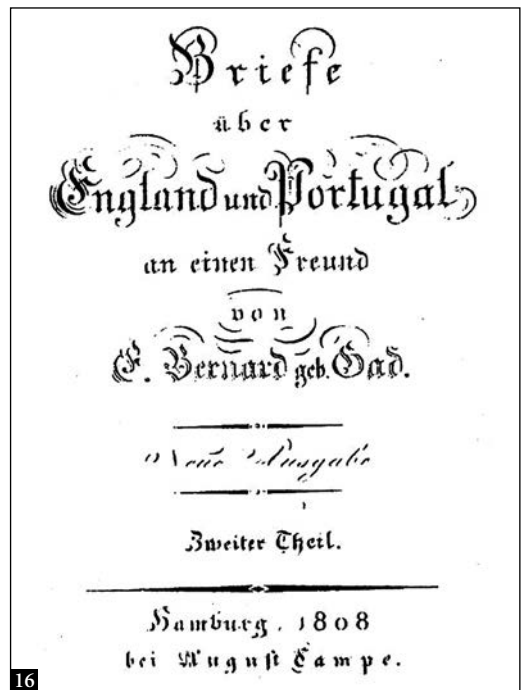 Briefe
über
England und Portugal
an einen Freund
von
E. Bernard geb. Gad.
Neue Ausgabe
Zweiter Theil.
Hamburg, 1808
bei August Campe.
16